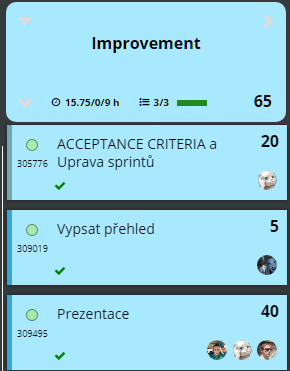 Improvement
15.75/0/9 h 3/3 65
ACCEPTANCE CRITERIA a 20
Uprava sprintů
305776
Vypsat přehled 5
309019
Prezentace 40
309495